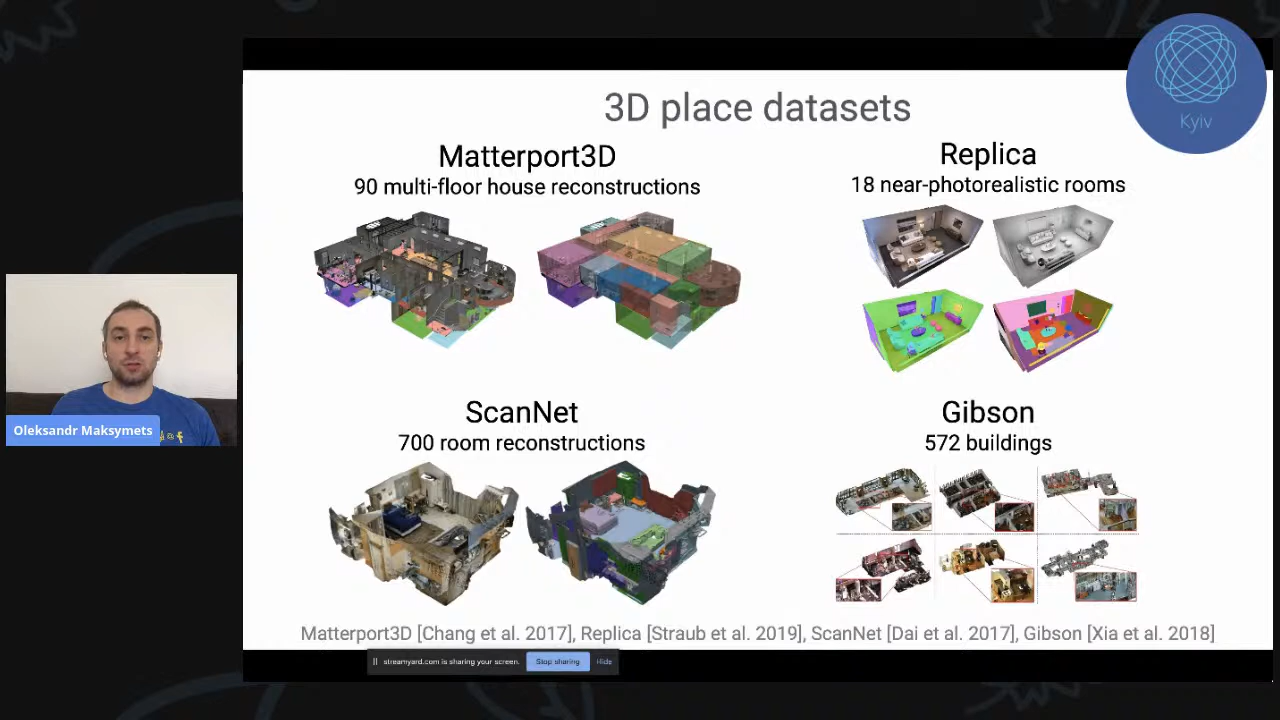 3D place datasets
Kyiv
Matterport3D
90 multi-floor house reconstructions
Replica
18 near-photorealistic rooms
Oleksandr Maksymets
ScanNet
700 room reconstructions
Gibson
572 buildings
Matterport3D [Chang et al. 2017], Replica [Straub et al. 2019], ScanNet [Dai et al. 2017], Gibson [Xia et al. 2018]
streamyard.com is sharing your screen.
Stop sharing
Hide